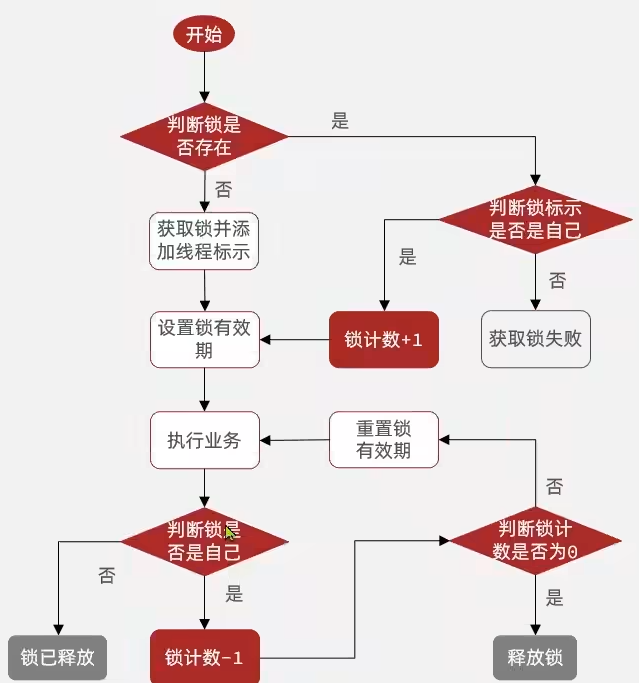 开始
判断锁是
否存在
是
否
获取锁并添
加线程标示
判断锁标示
是否是自己
是
否
设置锁有效
期
锁计数+1
获取锁失败
执行业务
重置锁
有效期
否
判断锁是
否是自己
判断锁计
数是否为0
否
是
是
锁已释放
锁计数-1
释放锁